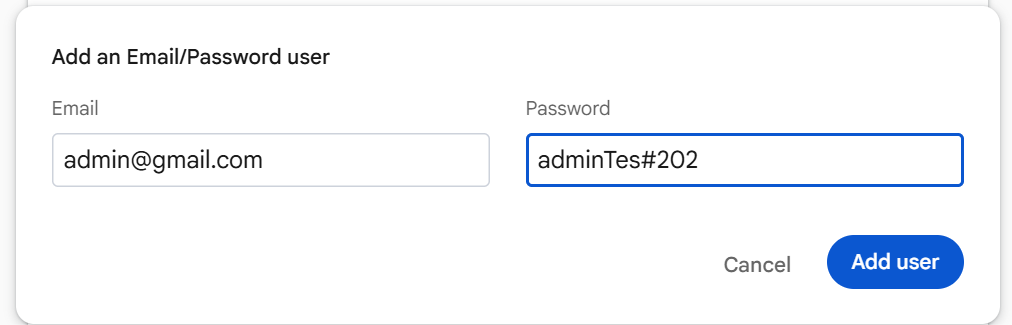 Add an Email/Password user
Email
Password
admin@gmail.com
adminTes#202
Cancel
Add user